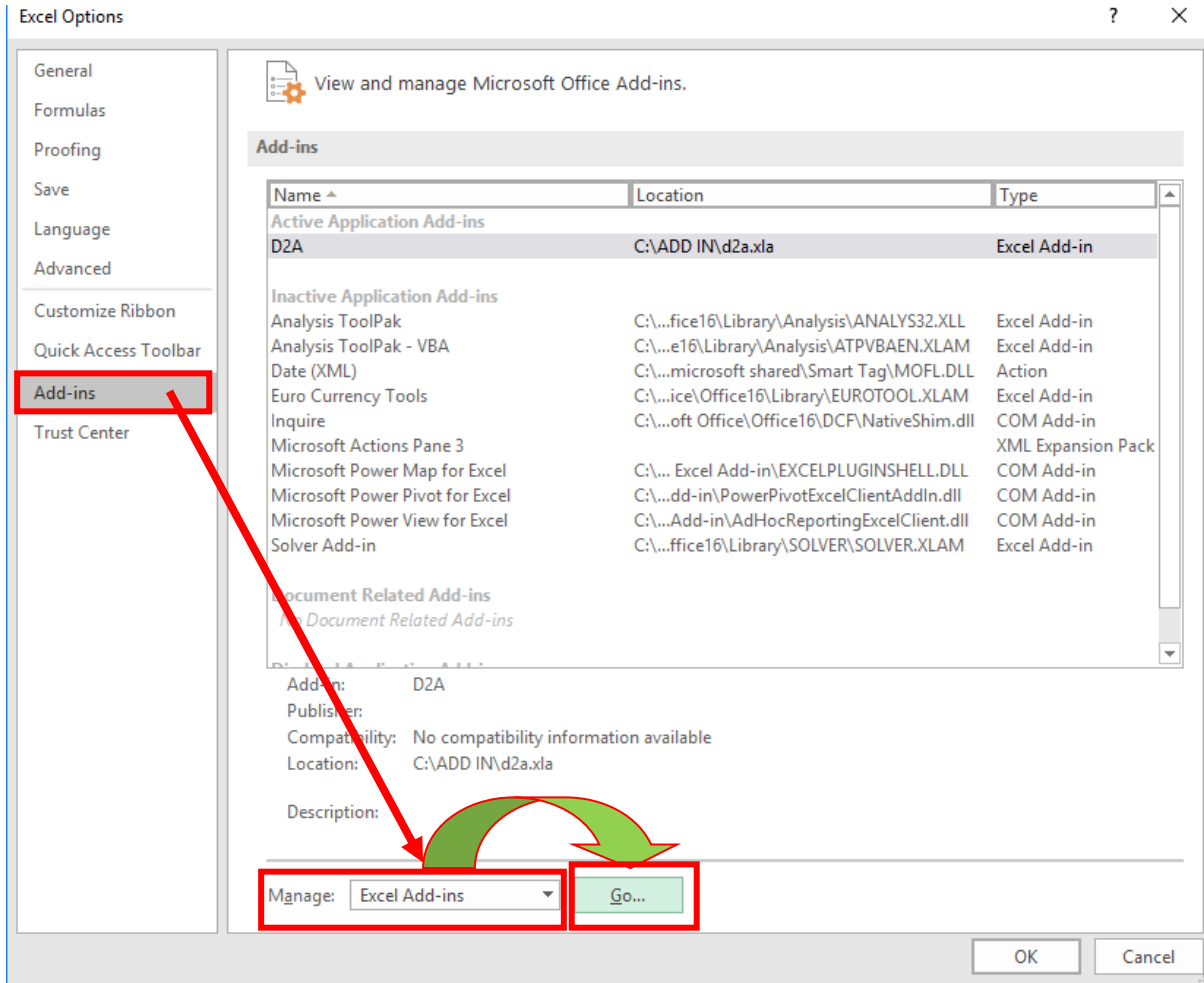 Excel Options ? ×
General
Formulas
Proofing
Save
Language
Advanced
Customize Ribbon
Quick Access Toolbar
Add-ins
Trust Center
View and manage Microsoft Office Add-ins.
Add-ins
Name Location Type
Active Application Add-ins
D2A C:\ADD IN\d2a.xla Excel Add-in
Inactive Application Add-ins
Analysis ToolPak C:\...fice16\Library\Analysis\ANALYS32.XLL Excel Add-in
Analysis ToolPak - VBA C:\...e16\Library\Analysis\ATPVBAEN.XLAM Excel Add-in
Date (XML) C:\...microsoft shared\Smart Tag\MOFL.DLL Action
Euro Currency Tools C:\...ice\Office16\Library\EUROTOOL.XLAM Excel Add-in
Inquire C:\...oft Office\Office16\DCF\NativeShim.dll COM Add-in
Microsoft Actions Pane 3 XML Expansion Pack
Microsoft Power Map for Excel C:\... Excel Add-in\EXCELPLUGINSHELL.DLL COM Add-in
Microsoft Power Pivot for Excel C:\...dd-in\PowerPivotExcelClientAddIn.dll COM Add-in
Microsoft Power View for Excel C:\...Add-in\AdHocReportingExcelClient.dll COM Add-in
Solver Add-in C:\...ffice16\Library\SOLVER\SOLVER.XLAM Excel Add-in
Document Related Add-ins
No Document Related Add-ins
Add-in: D2A
Publisher:
Compatibility: No compatibility information available
Location: C:\ADD IN\d2a.xla
Description:
Manage: Excel Add-ins Go...
OK Cancel